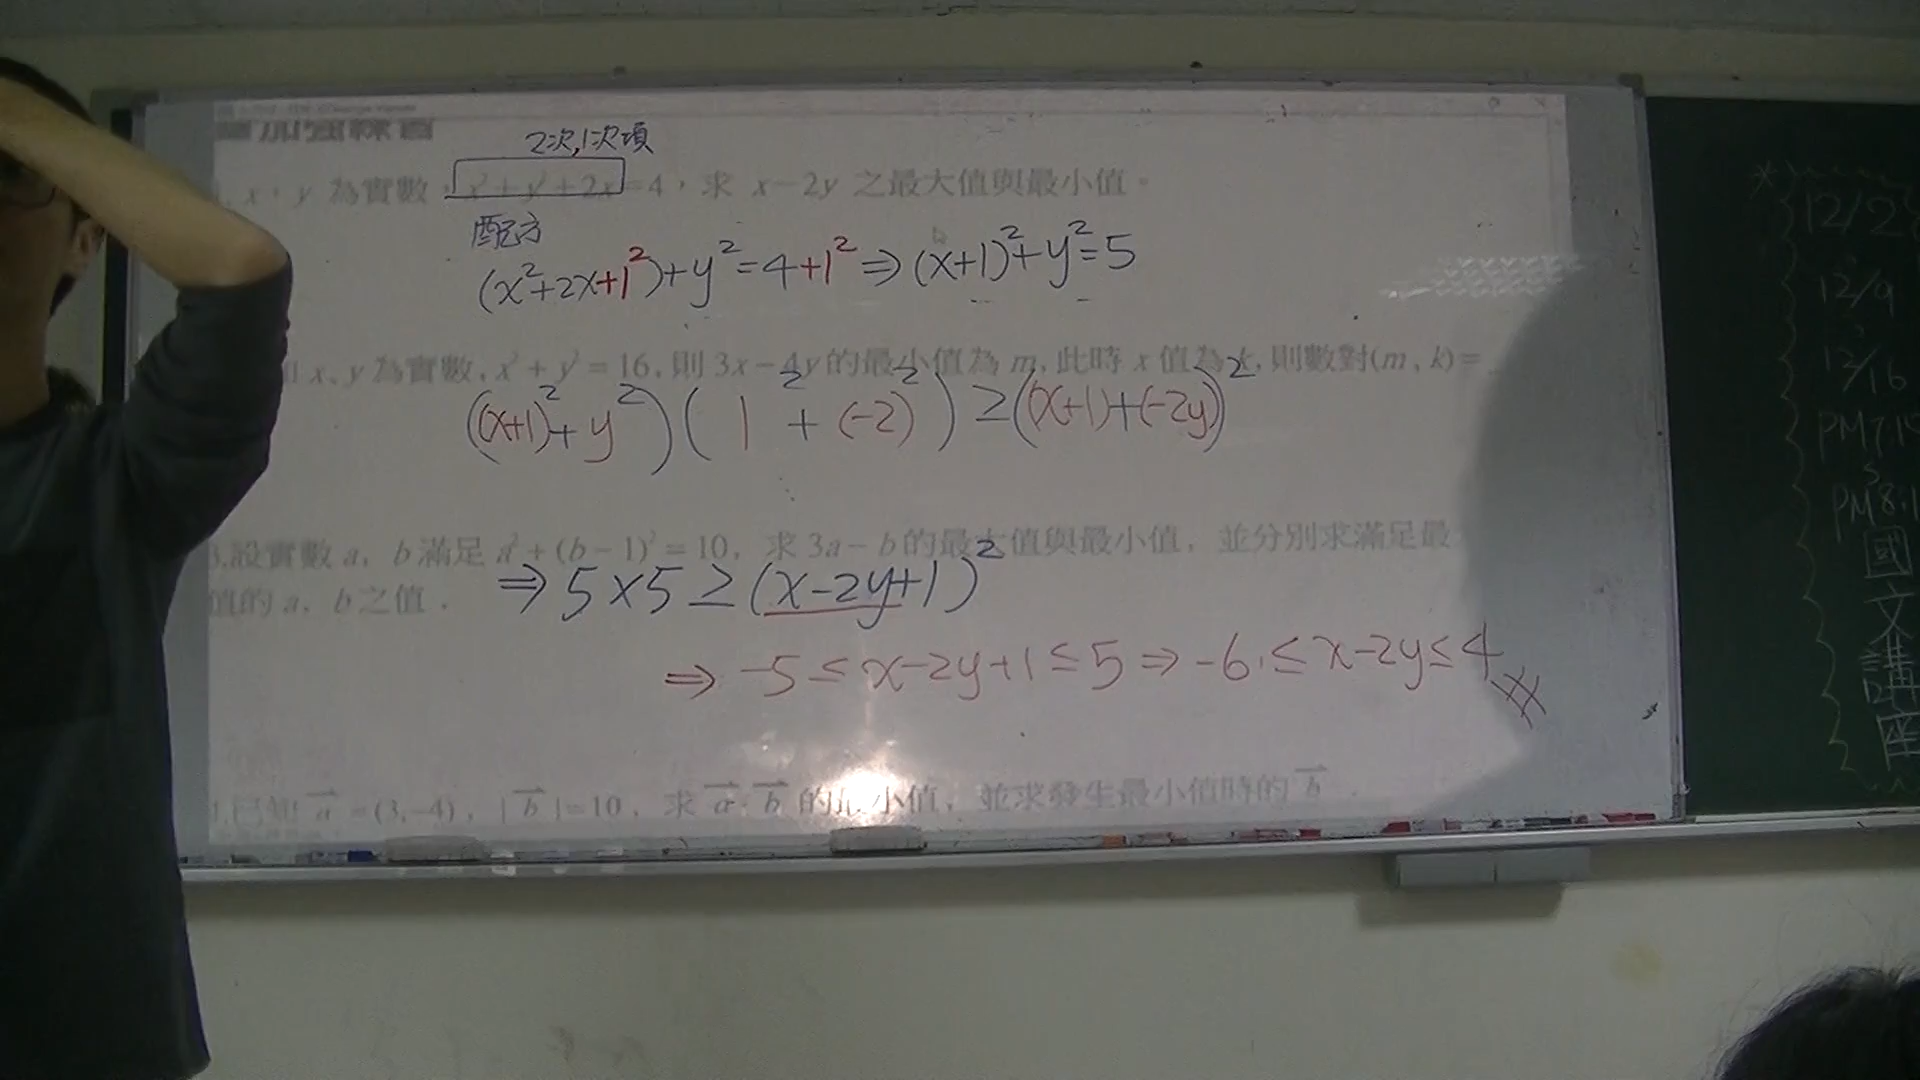 加強練習
2次,1次項
x,y 為實數,x²+y²+2x=4,求 x-2y 之最大值與最小值。
配方
(x²+2x+1²)+y²=4+1²⇒(x+1)²+y²=5
x、y 為實數, x²+y²=16, 則 3x-4y 的最小值為 m, 此時 x 值為 k, 則數對(m, k)=
((x+1)²+y²)(1²+(-2)²)≥((x+1)+(-2y))²
3.設實數 a, b 滿足 a²+(b-1)²=10, 求 3a-b 的最大值與最小值, 並分別求滿足最
值的 a, b 之值.
⇒5×5≥(x-2y+1)²
⇒-5≤x-2y+1≤5⇒-6≤x-2y≤4
已知 a⃗=(3,-4), |b⃗|=10, 求 a⃗·b⃗ 的 小值, 並求發生最小值時的 b⃗
12/2
12/9
12/16
PM7:1
PM8:1
國
文
講
座